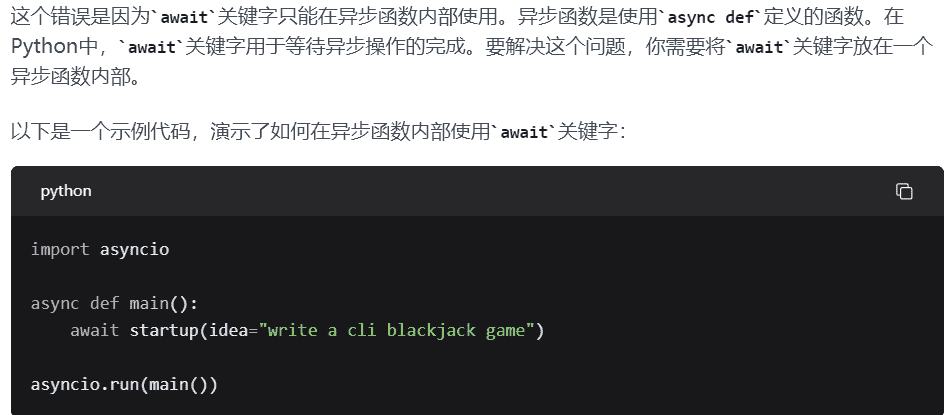 这个错误是因为`await`关键字只能在异步函数内部使用。异步函数是使用`async def`定义的函数。在
Python中，`await`关键字用于等待异步操作的完成。要解决这个问题，你需要将`await`关键字放在一个
异步函数内部。
以下是一个示例代码，演示了如何在异步函数内部使用`await`关键字：
python
import asyncio
async def main():
    await startup(idea="write a cli blackjack game")
asyncio.run(main())